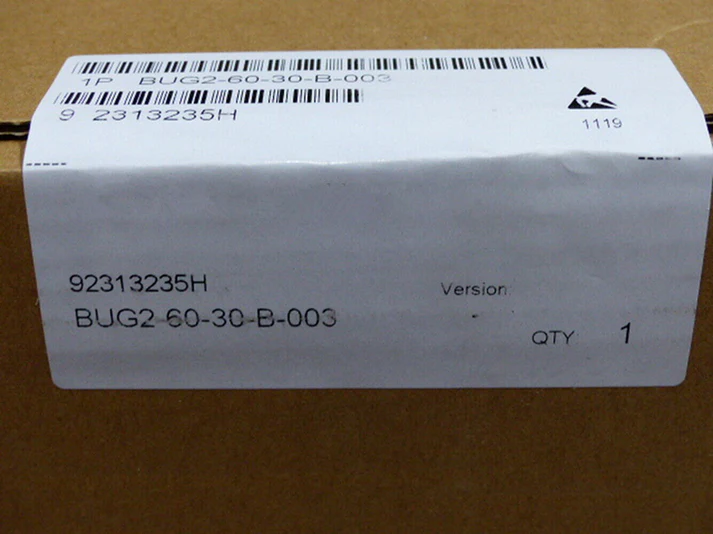 1P BUG2-60-30-B-003
9 2313235H
1119
92313235H
Version
BUG2-60-30-B-003
-
QTY 1